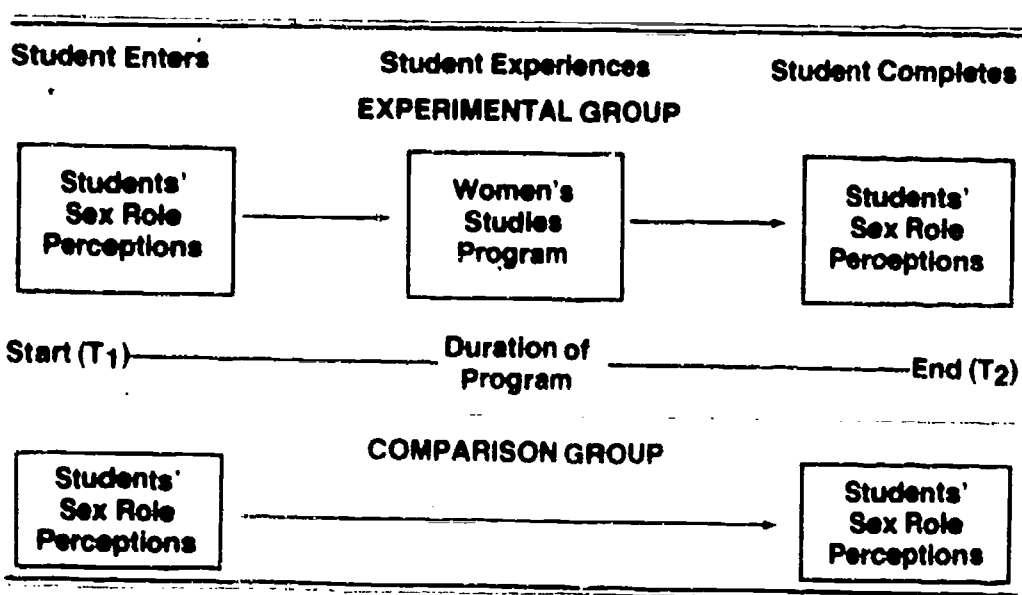 Student Enters Student Experiences Student Completes
EXPERIMENTAL GROUP
Students'
Sex Role
Perceptions
Women's
Studies
Program
Students'
Sex Role
Perceptions
Start (T1) Duration of
Program End (T2)
COMPARISON GROUP
Students'
Sex Role
Perceptions
Students'
Sex Role
Perceptions